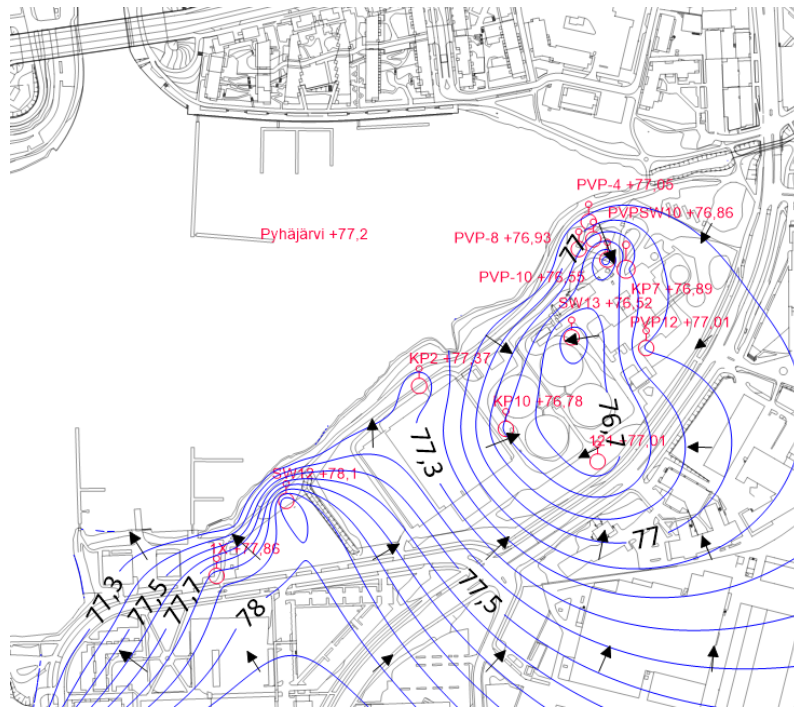 PVP-4 +77,05
PVPSW10 +76,86
Pyhäjärvi +77,2
PVP-8 +76,93
77
PVP-10 +76,55
KP7 +76,89
SW13 +76,52
PVP12 +77,01
KP2 +77,37
KP10 +76,78
76,7
77,3
121 +77,01
SW12 +78,1
77
1X +77,86
77,3
77,5
77,7
78
77,5